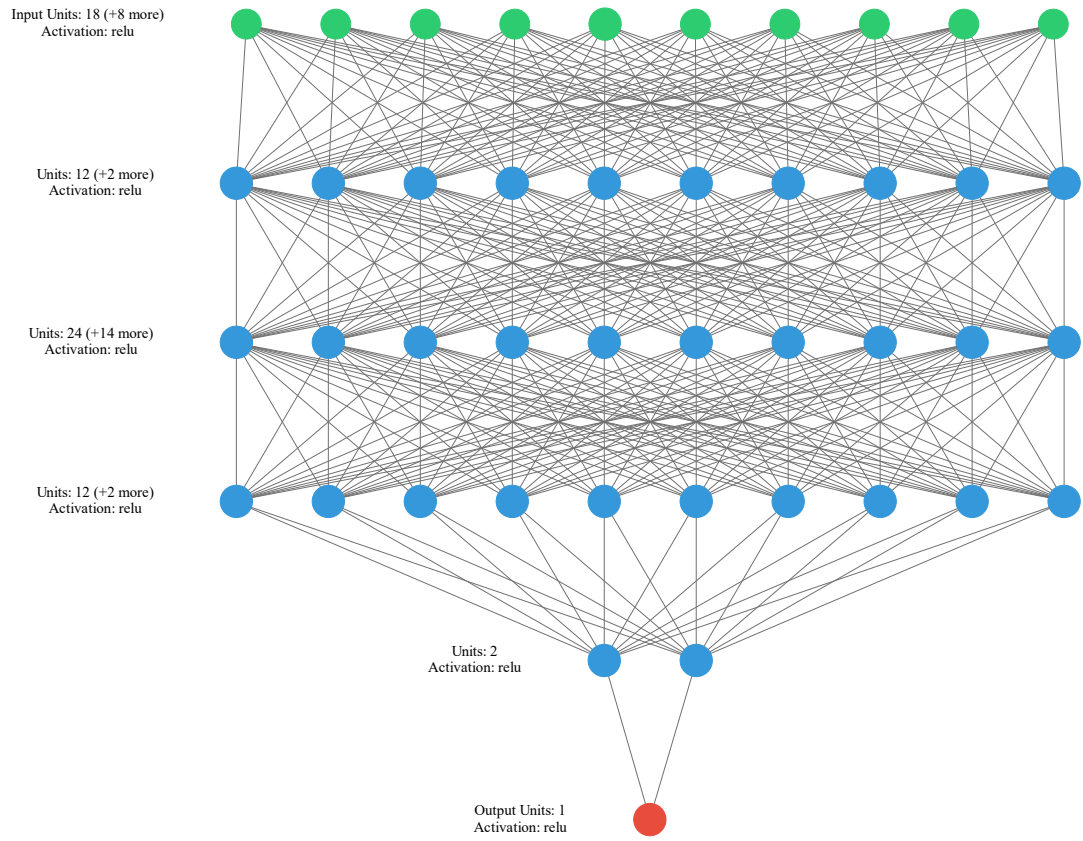 Input Units: 18 (+8 more)
Activation: relu
Units: 12 (+2 more)
Activation: relu
Units: 24 (+14 more)
Activation: relu
Units: 12 (+2 more)
Activation: relu
Units: 2
Activation: relu
Output Units: 1
Activation: relu